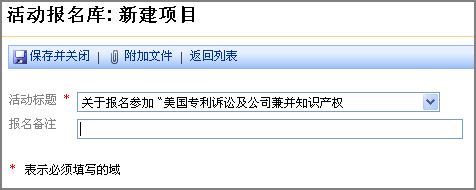 活动报名库: 新建项目
保存并关闭 | 附加文件 | 返回列表
活动标题 * 关于报名参加 “美国专利诉讼及公司兼并知识产权
报名备注
* 表示必须填写的域